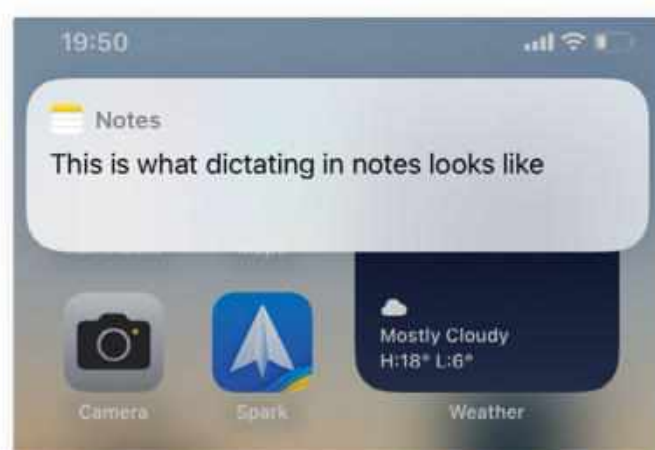 19:50
Notes
This is what dictating in notes looks like
Mostly Cloudy
H:18° L:6°
Camera
Spark
Weather